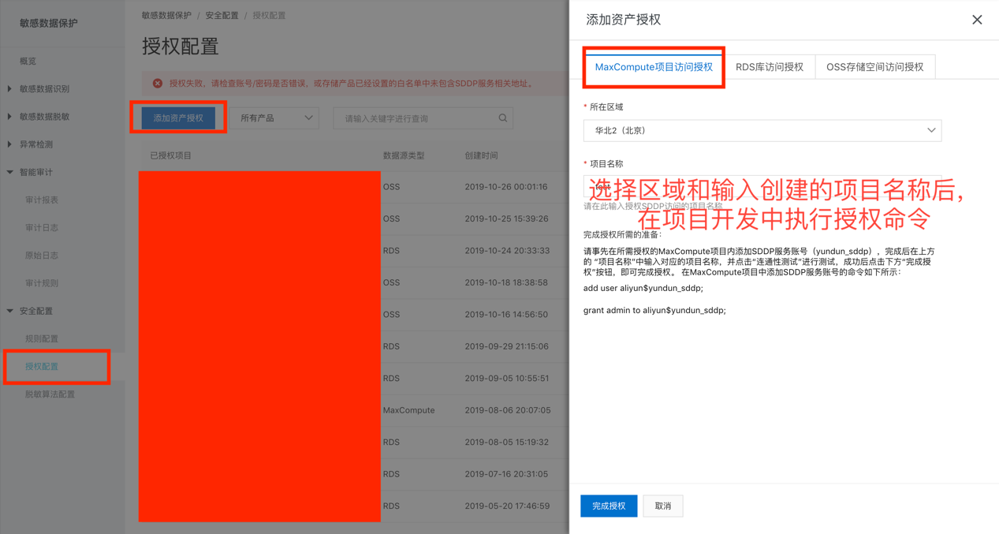 敏感数据保护
概览
敏感数据识别
敏感数据脱敏
异常检测
智能审计
审计报表
审计日志
原始日志
审计规则
安全配置
规则配置
授权配置
脱敏算法配置
敏感数据保护 / 安全配置 / 授权配置
授权配置
授权失败，请检查账号/密码是否错误，或存储产品已经设置的白名单中未包含SDDP服务相关地址。
添加资产授权 所有产品 请输入关键字进行查询
已授权项目 数据源类型 创建时间
OSS 2019-10-26 00:01:16
OSS 2019-10-25 15:39:26
RDS 2019-10-24 20:33:33
OSS 2019-10-18 18:38:58
OSS 2019-10-16 14:56:50
RDS 2019-09-29 21:15:06
RDS 2019-09-05 10:55:51
MaxCompute 2019-08-06 20:07:05
RDS 2019-08-05 15:19:32
RDS 2019-07-16 20:31:05
RDS 2019-05-20 17:46:59
添加资产授权
MaxCompute项目访问授权 RDS库访问授权 OSS存储空间访问授权
* 所在区域
华北2（北京）
* 项目名称
选择区域和输入创建的项目名称后，
请在此输入授权SDDP访问的项目名称
在项目开发中执行授权命令
完成授权所需的准备：
请事先在所需授权的MaxCompute项目内添加SDDP服务账号（yundun_sddp），完成后在上方
的 “项目名称”中输入对应的项目名称，并点击“连通性测试”进行测试，成功后点击下方“完成授
权”按钮，即可完成授权。 在MaxCompute项目中添加SDDP服务账号的命令如下所示：
add user aliyun$yundun_sddp;
grant admin to aliyun$yundun_sddp;
完成授权 取消